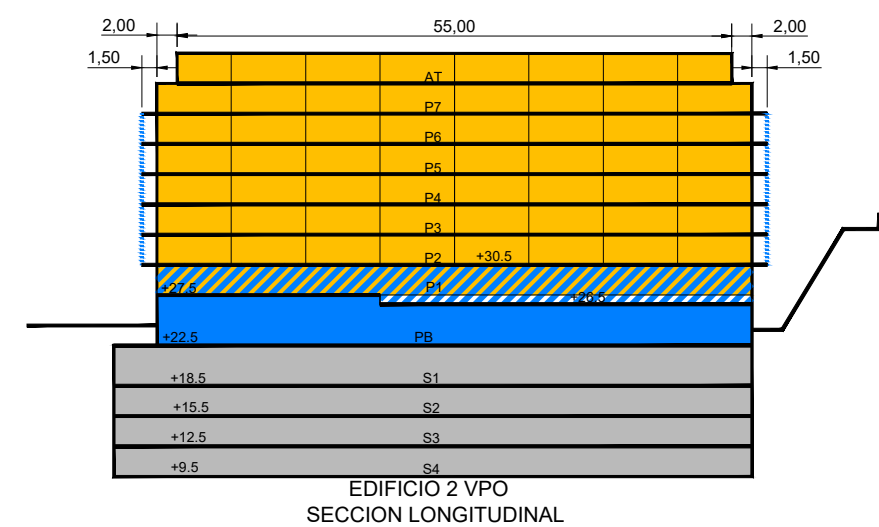 2,00 55,00 2,00
1,50 1,50
AT
P7
P6
P5
P4
P3
P2 +30.5
+27.5 P1 +26.5
+22.5 PB
+18.5 S1
+15.5 S2
+12.5 S3
+9.5 S4
EDIFICIO 2 VPO
SECCION LONGITUDINAL